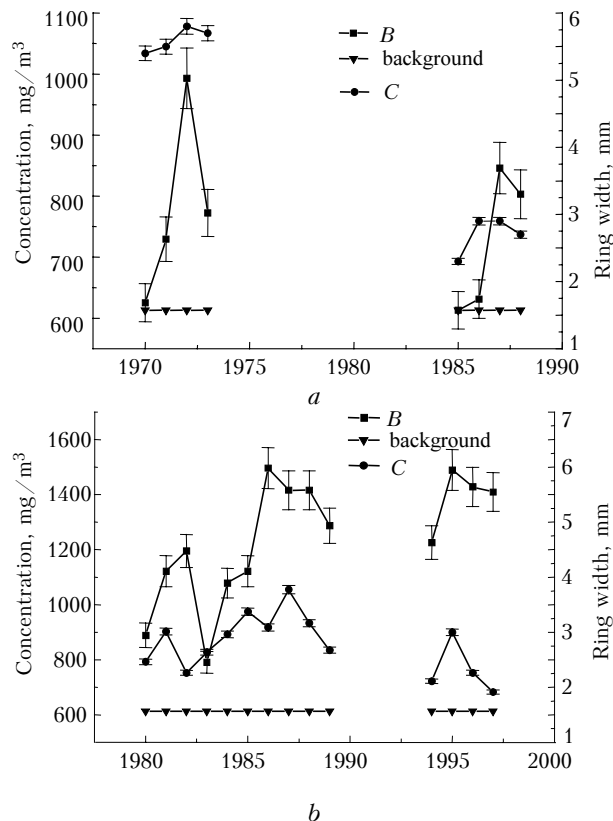 1100
1000
900
800
700
600
Concentration, mg/m³
B
background
C
6
5
4
3
2
1
Ring width, mm
1970 1975 1980 1985 1990
a
1600
1400
1200
1000
800
600
Concentration, mg/m³
B
background
C
7
6
5
4
3
2
1
Ring width, mm
1980 1985 1990 1995 2000
b